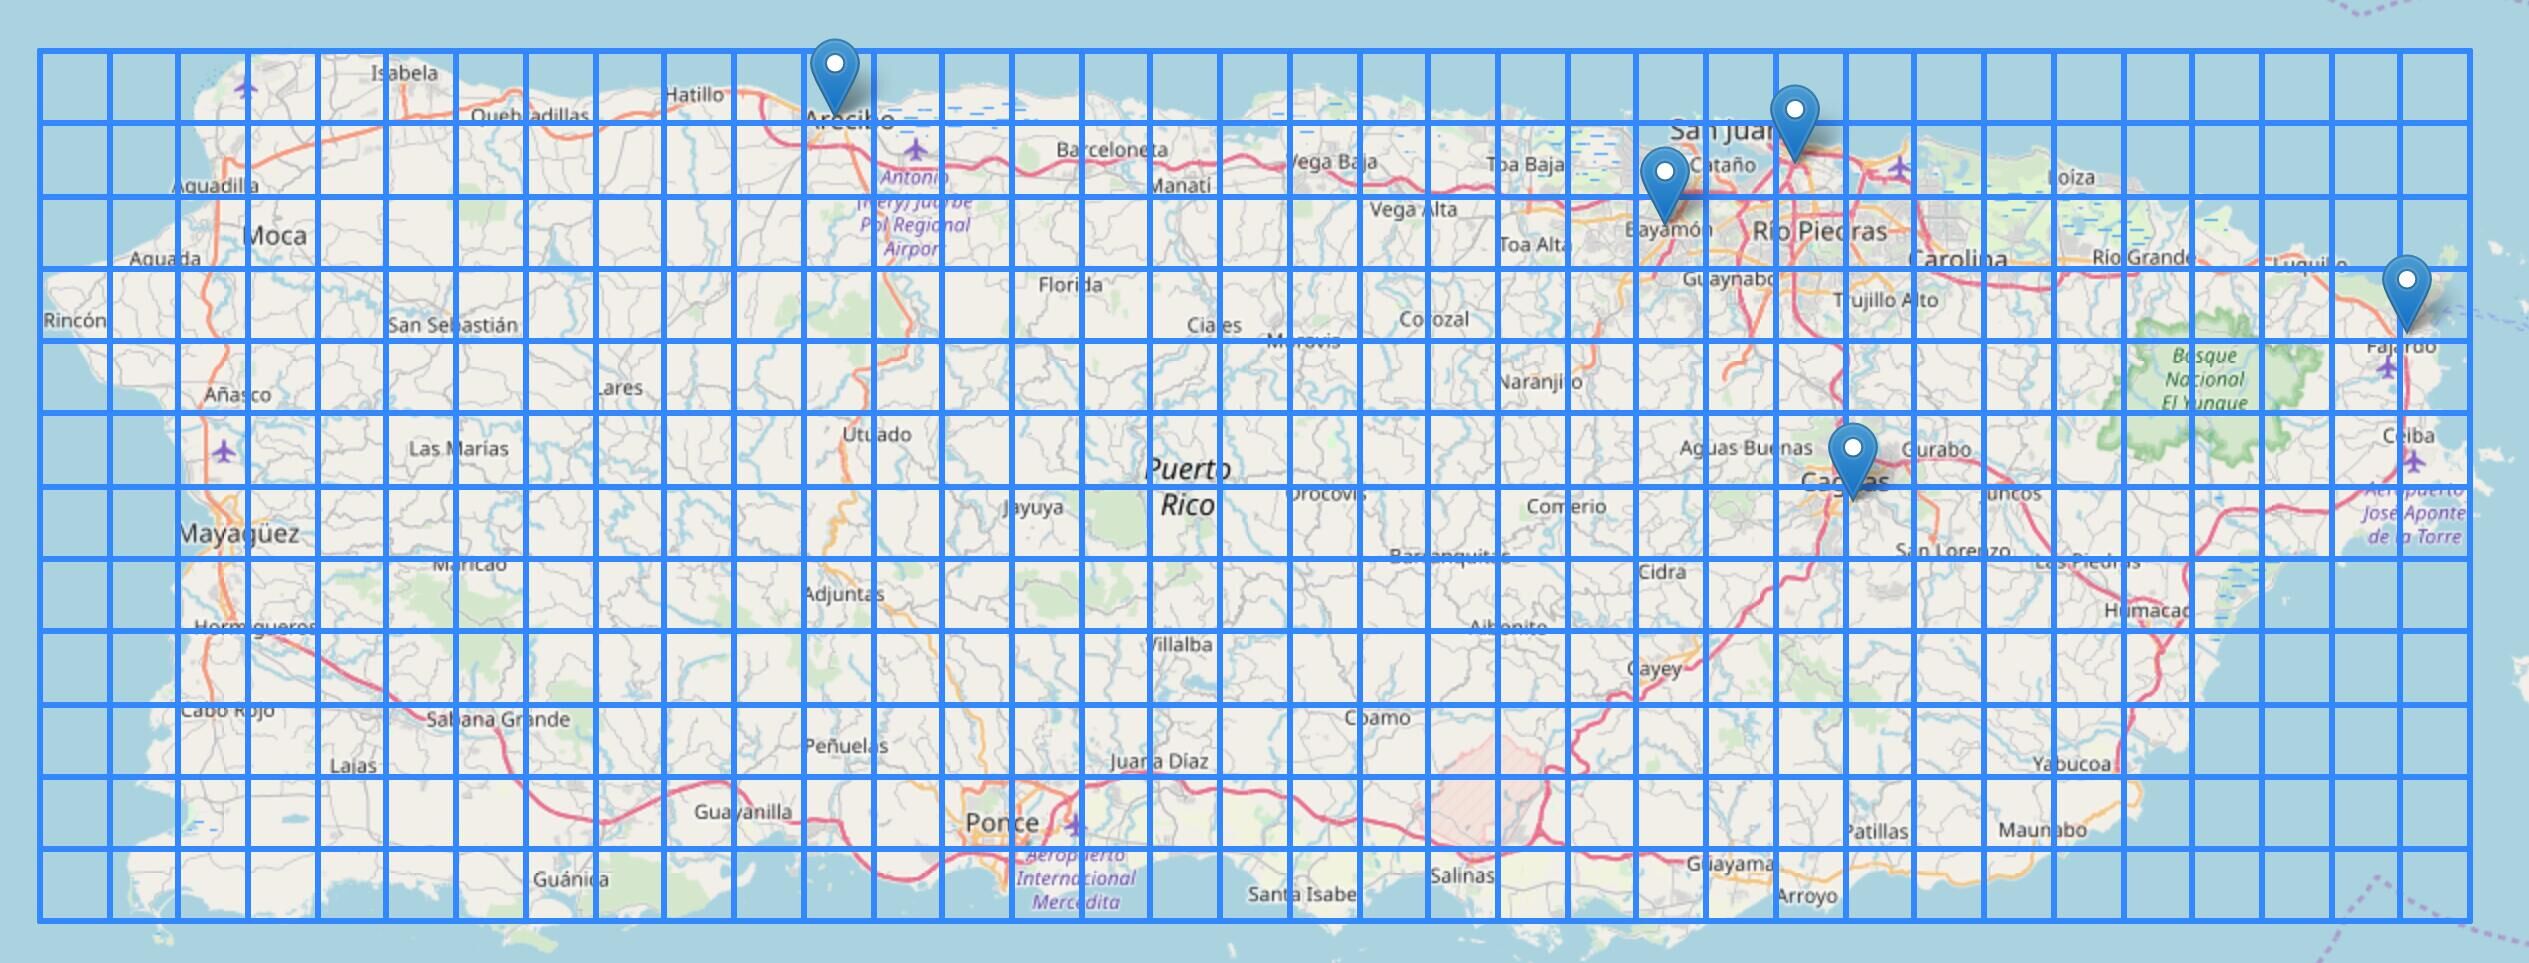 Isabela
Hatillo
Quebradillas
Arecibo
San Juan
Barceloneta
Vega Baja
Toa Baja
Cataño
Antonio
(Nery) Juarbe
Pol Regional
Airport
Aguadilla
Manatí
Loíza
Vega Alta
Moca
Toa Alta
Bayamón
Río Piedras
Aguada
Carolina
Río Grande
Luquillo
Florida
Guaynabo
Trujillo Alto
Rincón
San Sebastián
Ciales
Morovis
Corozal
Fajardo
Bosque
Nacional
El Yunque
Añasco
Lares
Naranjito
Utuado
Las Marías
Aguas Buenas
Gurabo
Ceiba
Puerto
Rico
Caguas
Orocovis
Juncos
Jayuya
Comerio
Aeropuerto
Jose Aponte
de la Torre
Mayagüez
Maricao
Barranquitas
San Lorenzo
Las Piedras
Cidra
Adjuntas
Humacao
Hormigueros
Aibonito
Villalba
Cayey
Cabo Rojo
Sabana Grande
Coamo
Peñuelas
Lajas
Juana Díaz
Yabucoa
Guayanilla
Ponce
Patillas
Maunabo
Aeropuerto
Internacional
Mercedita
Guánica
Santa Isabel
Salinas
Guayama
Arroyo